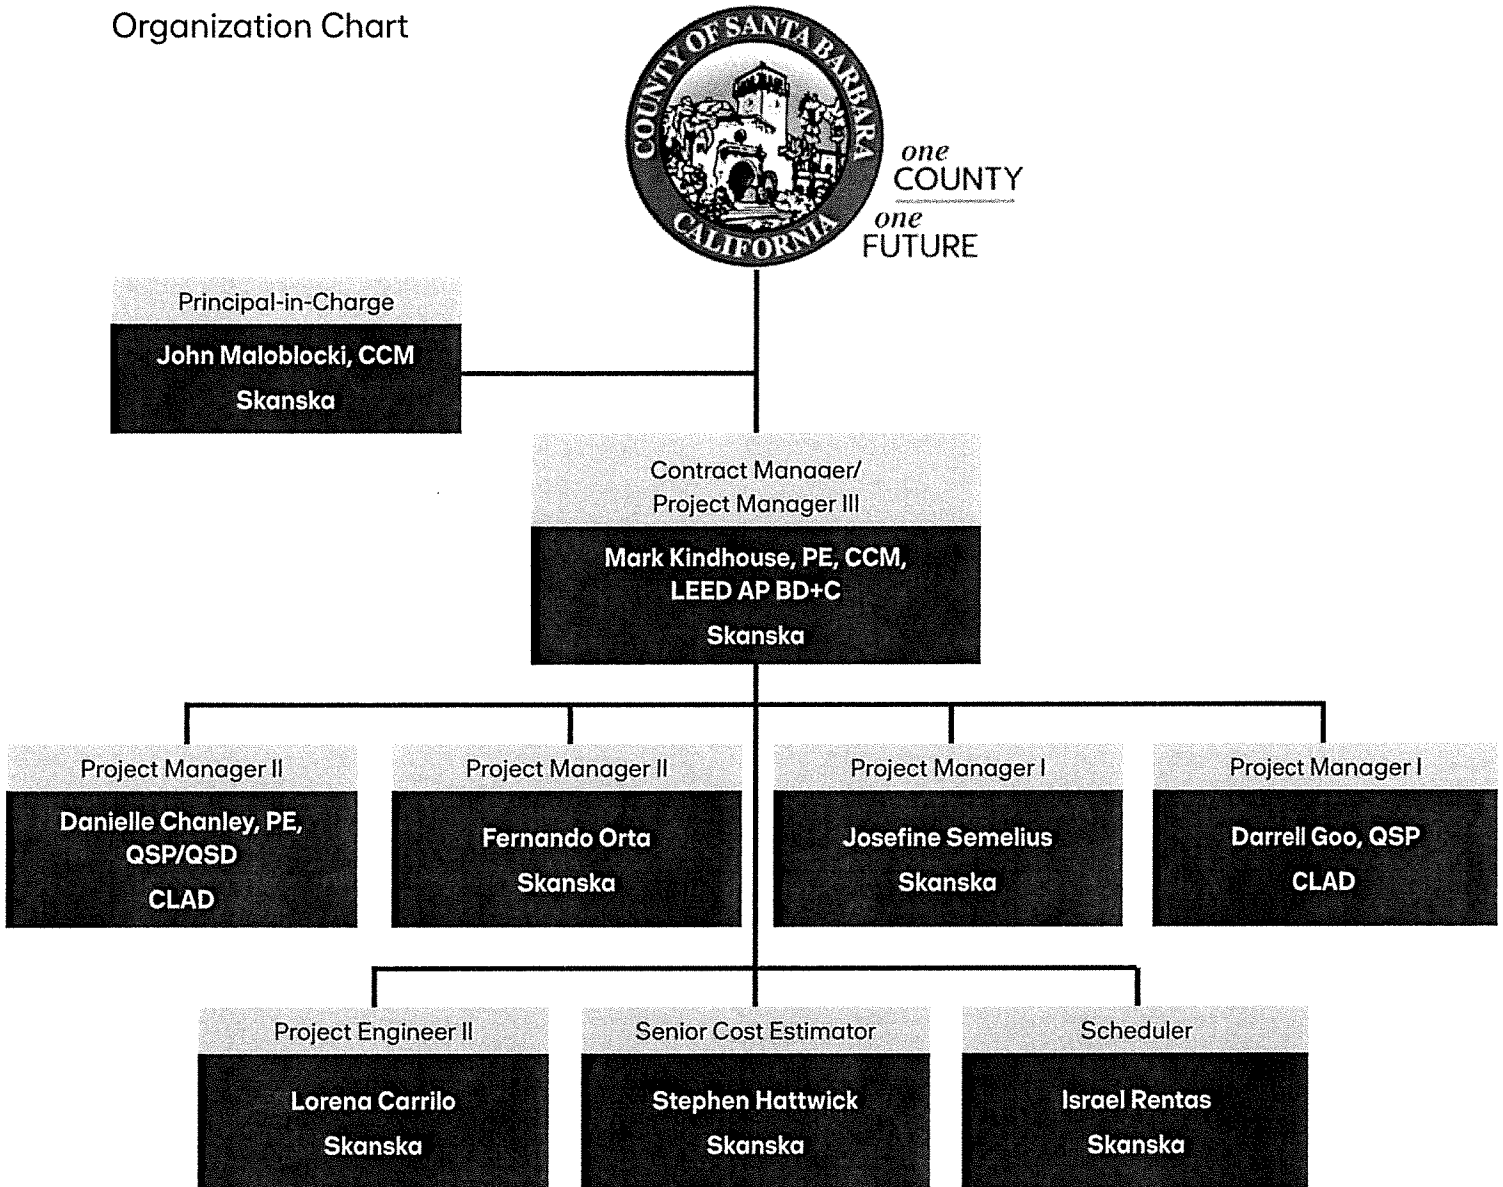 Organization Chart
COUNTY OF SANTA BARBARA
CALIFORNIA
one
COUNTY
one
FUTURE
Principal-in-Charge
John Maloblocki, CCM
Skanska
Contract Manager/
Project Manager III
Mark Kindhouse, PE, CCM,
LEED AP BD+C
Skanska
Project Manager II
Danielle Chanley, PE,
QSP/QSD
CLAD
Project Manager II
Fernando Orta
Skanska
Project Manager I
Josefine Semelius
Skanska
Project Manager I
Darrell Goo, QSP
CLAD
Project Engineer II
Lorena Carrilo
Skanska
Senior Cost Estimator
Stephen Hattwick
Skanska
Scheduler
Israel Rentas
Skanska